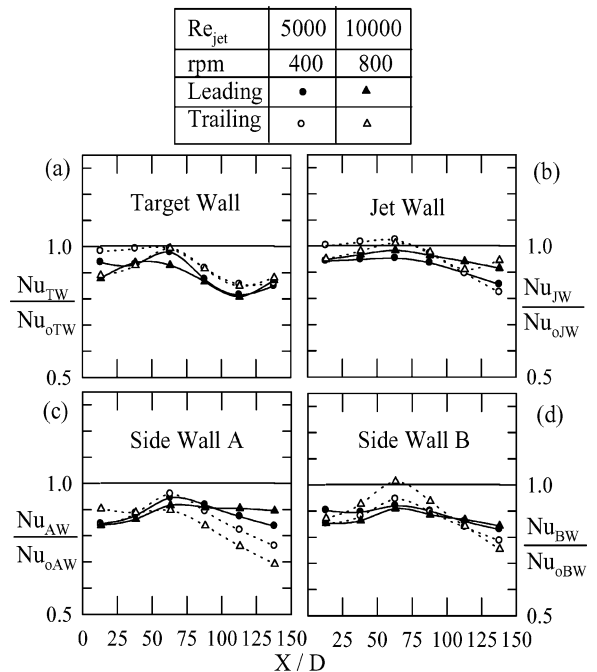 Re_jet 5000 10000
rpm 400 800
Leading
Trailing
(a) (b)
Target Wall Jet Wall
1.0 1.0
Nu_TW Nu_JW
Nu_oTW Nu_oJW
0.5 0.5
(c) (d)
Side Wall A Side Wall B
1.0 1.0
Nu_AW Nu_BW
Nu_oAW Nu_oBW
0.5 0.5
0 25 50 75 100 125 150 0 25 50 75 100 125 150
X / D